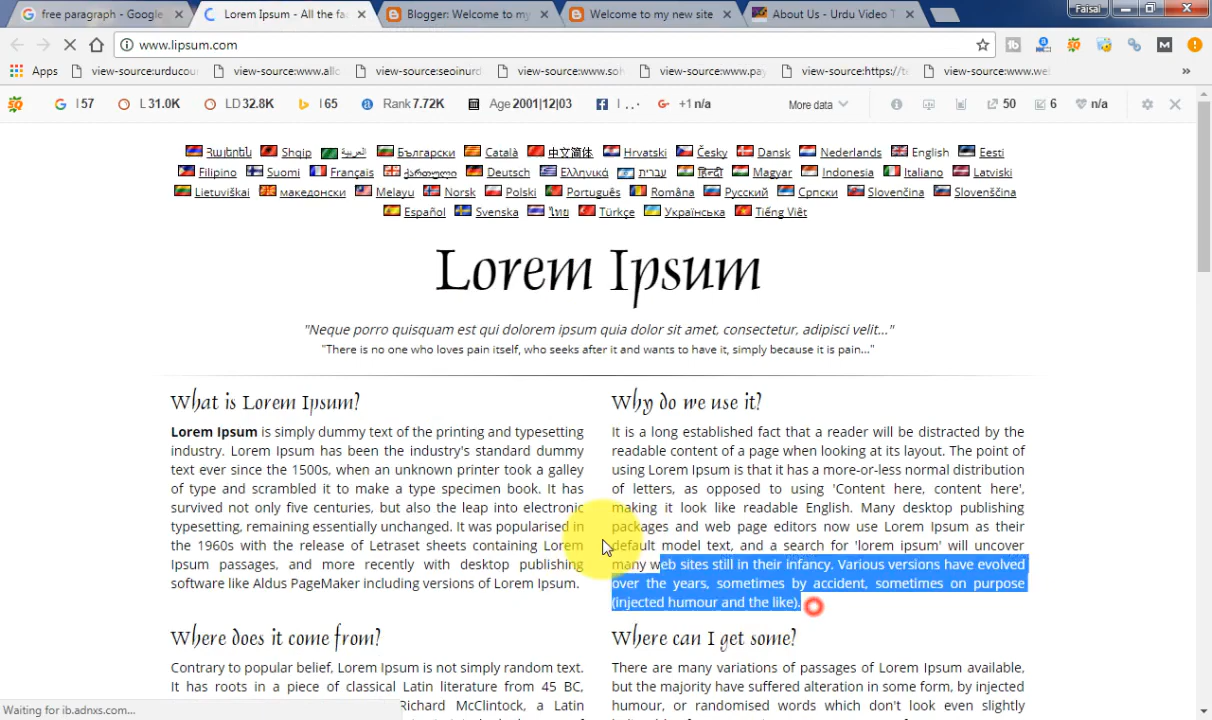 free paragraph - Google
Lorem Ipsum - All the fa
Blogger: Welcome to my
Welcome to my new site
About Us - Urdu Video T
Faisal
www.lipsum.com
Apps
view-source:urducou
view-source:www.allc
view-source:seoinurd
view-source:www.soh
view-source:www.pay
view-source:https://te
view-source:www.wel
I 57
L 31.0K
LD 32.8K
I 65
Rank 7.72K
Age 2001|12|03
I ...
+1 n/a
More data
50
6
n/a
Հայերեն Shqip العربية Български Català 中文简体 Hrvatski Česky Dansk Nederlands English Eesti
Filipino Suomi Français ქართული Deutsch Ελληνικά עברית हिन्दी Magyar Indonesia Italiano Latviski
Lietuviškai македонски Melayu Norsk Polski Português Româna Русский Српски Slovenčina Slovenščina
Español Svenska ไทย Türkçe Українська Tiếng Việt
Lorem Ipsum
"Neque porro quisquam est qui dolorem ipsum quia dolor sit amet, consectetur, adipisci velit..."
"There is no one who loves pain itself, who seeks after it and wants to have it, simply because it is pain..."
What is Lorem Ipsum?
Lorem Ipsum is simply dummy text of the printing and typesetting
industry. Lorem Ipsum has been the industry's standard dummy
text ever since the 1500s, when an unknown printer took a galley
of type and scrambled it to make a type specimen book. It has
survived not only five centuries, but also the leap into electronic
typesetting, remaining essentially unchanged. It was popularised in
the 1960s with the release of Letraset sheets containing Lorem
Ipsum passages, and more recently with desktop publishing
software like Aldus PageMaker including versions of Lorem Ipsum.
Why do we use it?
It is a long established fact that a reader will be distracted by the
readable content of a page when looking at its layout. The point of
using Lorem Ipsum is that it has a more-or-less normal distribution
of letters, as opposed to using 'Content here, content here',
making it look like readable English. Many desktop publishing
packages and web page editors now use Lorem Ipsum as their
default model text, and a search for 'lorem ipsum' will uncover
many web sites still in their infancy. Various versions have evolved
over the years, sometimes by accident, sometimes on purpose
(injected humour and the like).
Where does it come from?
Contrary to popular belief, Lorem Ipsum is not simply random text.
It has roots in a piece of classical Latin literature from 45 BC,
Richard McClintock, a Latin
Where can I get some?
There are many variations of passages of Lorem Ipsum available,
but the majority have suffered alteration in some form, by injected
humour, or randomised words which don't look even slightly
Waiting for ib.adnxs.com...